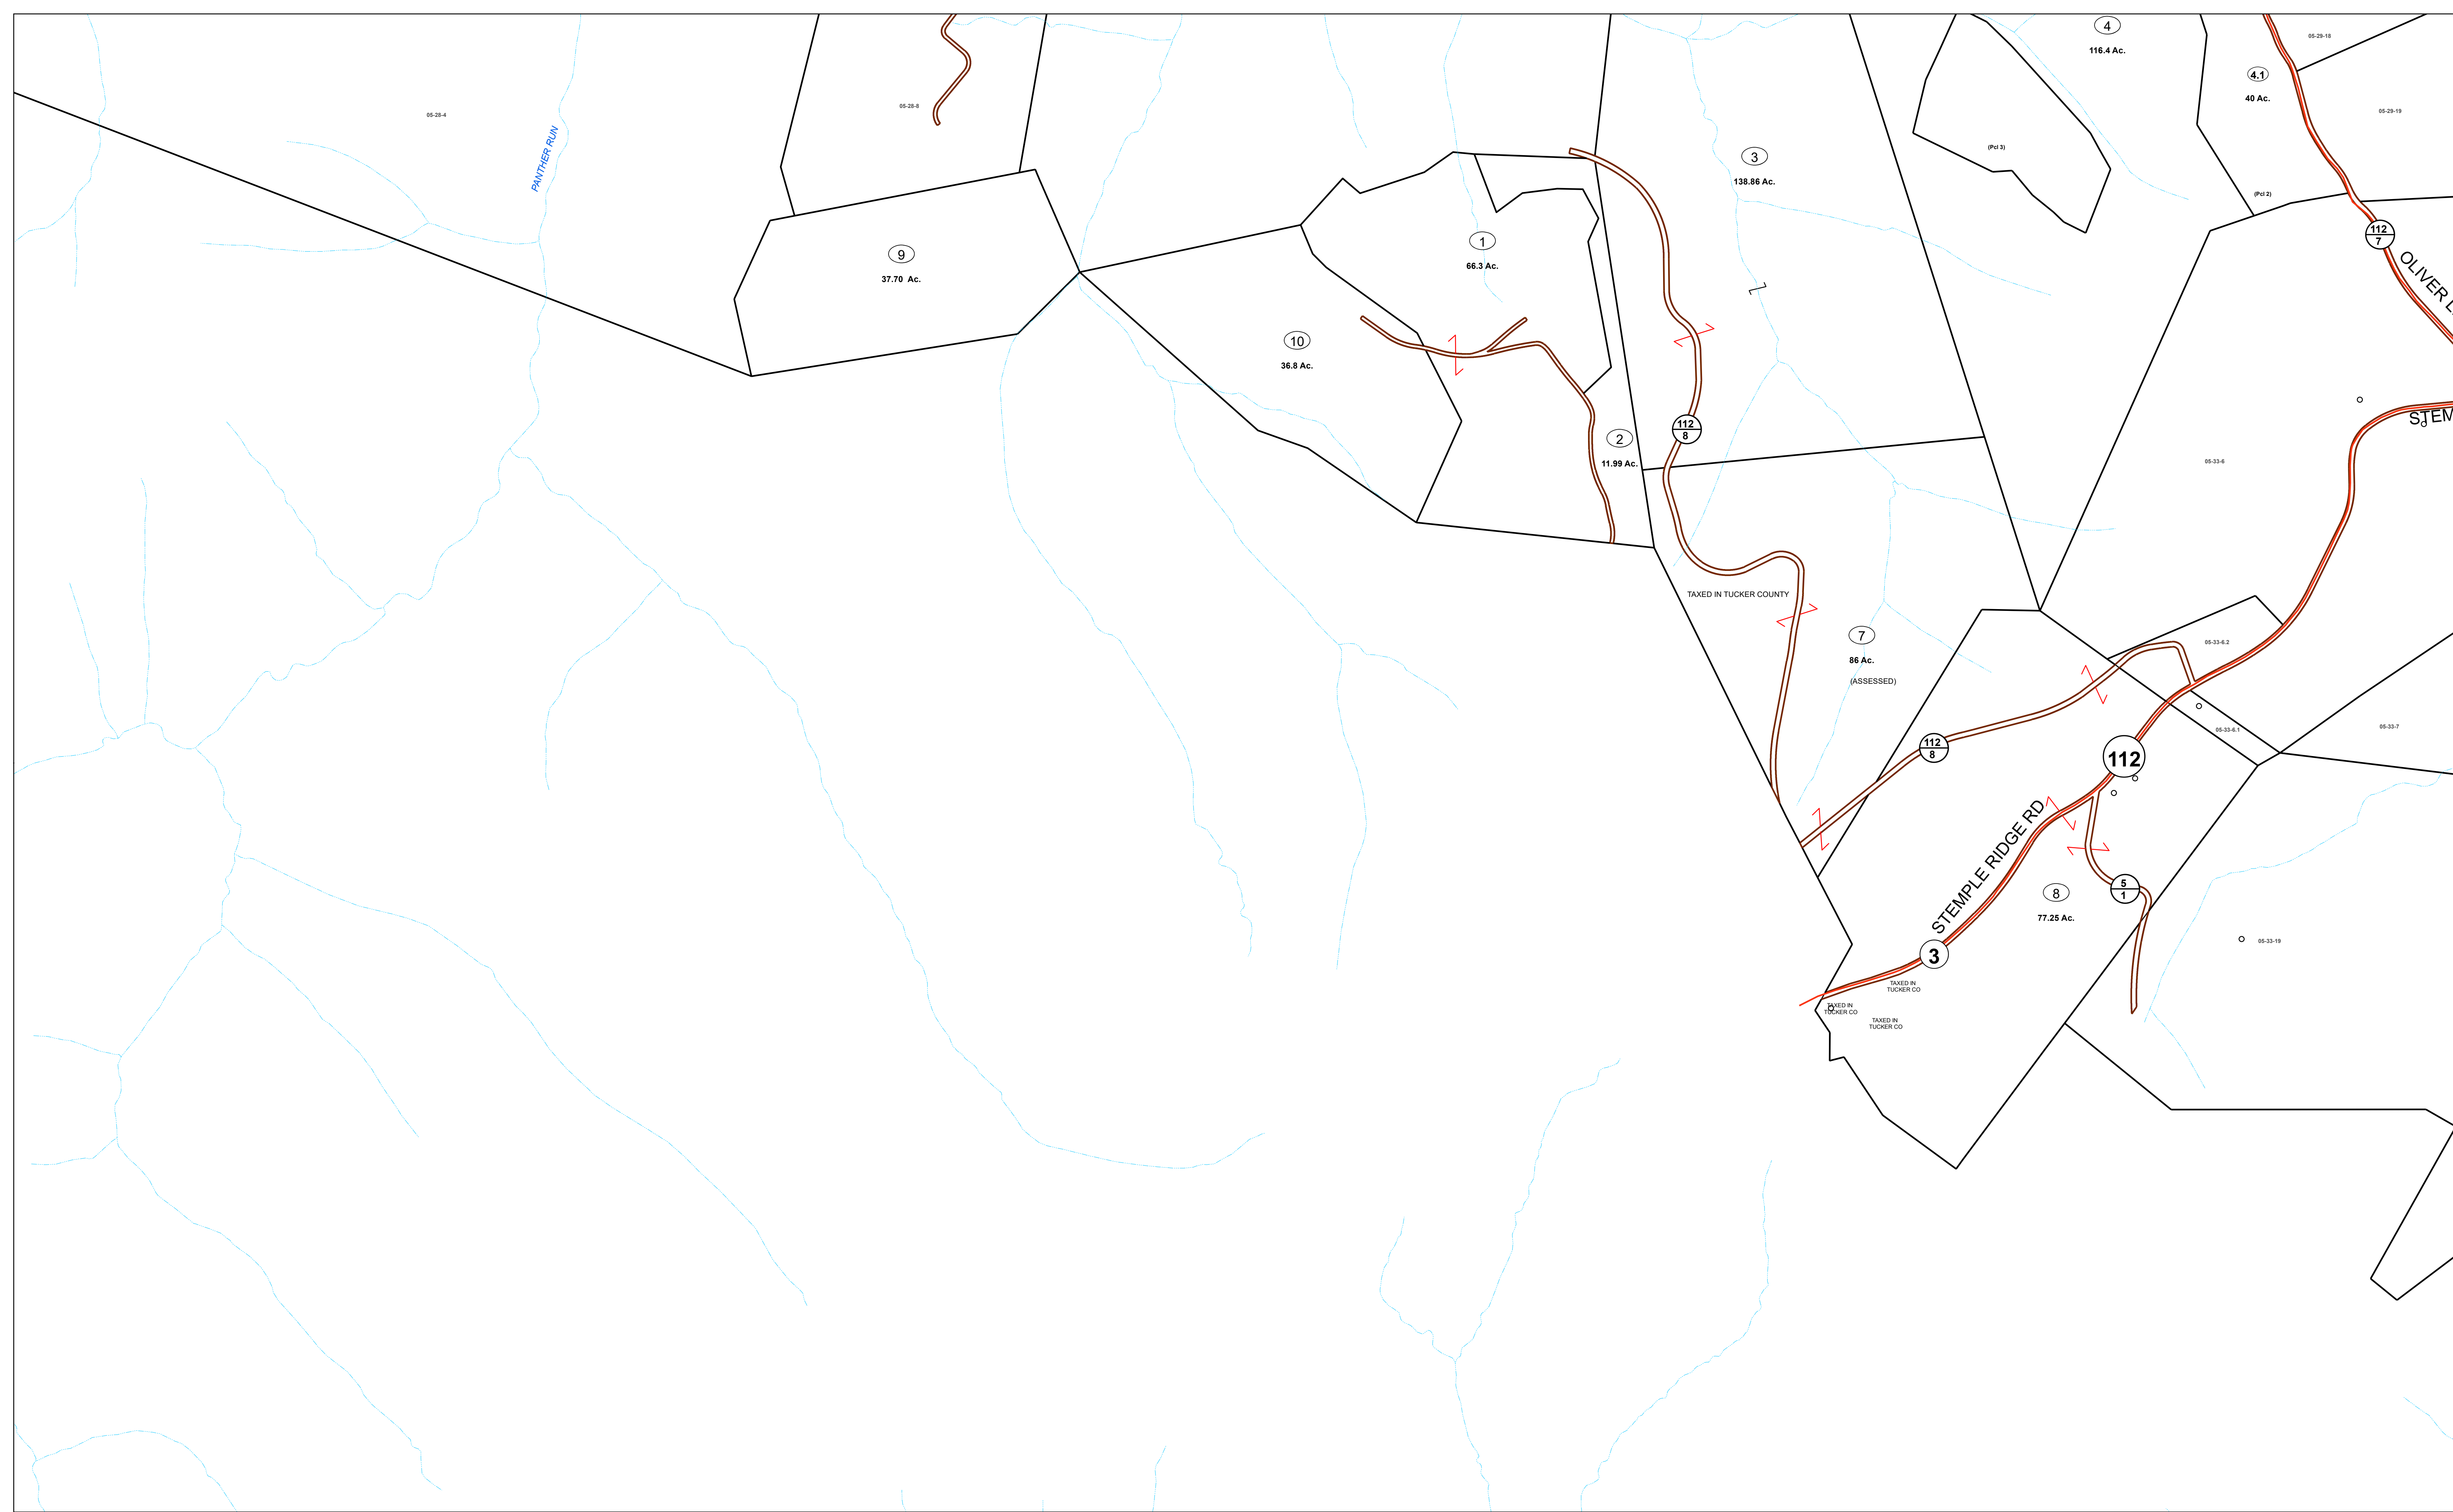 4
116.4 Ac.
05-29-18
4.1
40 Ac.
05-28-4
05-28-8
05-29-19
PANTHER RUN
(Pcl 3)
3
138.86 Ac.
(Pcl 2)
112
7
OLIVER
1
66.3 Ac.
9
37.70 Ac.
10
36.8 Ac.
STEM
112
8
2
11.99 Ac.
05-33-6
TAXED IN TUCKER COUNTY
7
86 Ac.
(ASSESSED)
05-33-6.2
05-33-6.1
05-33-7
112
8
112
STEMPLE RIDGE RD
5
1
8
77.25 Ac.
05-33-19
3
TAXED IN
TUCKER CO
TAXED IN
TUCKER CO
TAXED IN
TUCKER CO